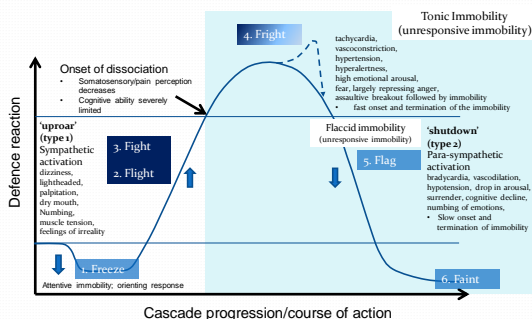 Tonic Immobility
(unresponsive immobility)
4. Fright
tachycardia,
vasoconstriction,
hypertension,
hyperalertness,
high emotional arousal,
fear, largely repressing anger,
assaultive breakout followed by immobility
• fast onset and termination of the immobility
Onset of dissociation
• Somatosensory/pain perception
decreases
• Cognitive ability severely
limited
Defence reaction
'uproar'
(type 1)
Sympathetic
activation
dizziness,
lightheaded,
palpitation,
dry mouth,
Numbing,
muscle tension,
feelings of irreality
3. Fight
2. Flight
Flaccid immobility
(unresponsive immobility)
5. Flag
'shutdown'
(type 2)
Para-sympathetic
activation
bradycardia, vasodilation,
hypotension, drop in arousal,
surrender, cognitive decline,
numbing of emotions,
• Slow onset and
termination of immobility
1. Freeze
Attentive immobility; orienting response
6. Faint
Cascade progression/course of action